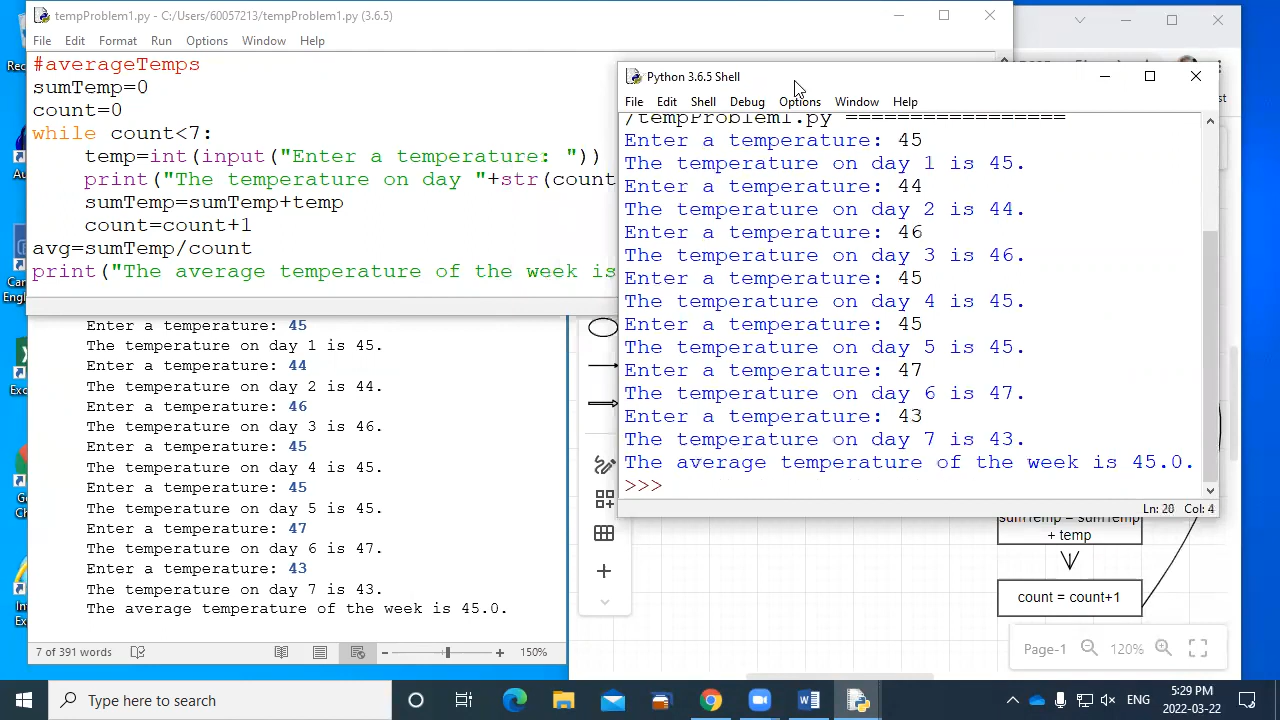 tempProblem1.py - C:/Users/60057213/tempProblem1.py (3.6.5)
File Edit Format Run Options Window Help
#averageTemps
sumTemp=0
count=0
while count<7:
temp=int(input("Enter a temperature: "))
print("The temperature on day "+str(count
sumTemp=sumTemp+temp
count=count+1
avg=sumTemp/count
print("The average temperature of the week is
Python 3.6.5 Shell
File Edit Shell Debug Options Window Help
/tempProblem1.py =================
Enter a temperature: 45
The temperature on day 1 is 45.
Enter a temperature: 44
The temperature on day 2 is 44.
Enter a temperature: 46
The temperature on day 3 is 46.
Enter a temperature: 45
The temperature on day 4 is 45.
Enter a temperature: 45
The temperature on day 5 is 45.
Enter a temperature: 47
The temperature on day 6 is 47.
Enter a temperature: 43
The temperature on day 7 is 43.
The average temperature of the week is 45.0.
>>>
Ln: 20 Col: 4
Enter a temperature: 45
The temperature on day 1 is 45.
Enter a temperature: 44
The temperature on day 2 is 44.
Enter a temperature: 46
The temperature on day 3 is 46.
Enter a temperature: 45
The temperature on day 4 is 45.
Enter a temperature: 45
The temperature on day 5 is 45.
Enter a temperature: 47
The temperature on day 6 is 47.
Enter a temperature: 43
The temperature on day 7 is 43.
The average temperature of the week is 45.0.
7 of 391 words
150%
sumTemp = sumTemp
+ temp
count = count+1
Page-1 120%
Type here to search
ENG
5:29 PM
2022-03-22